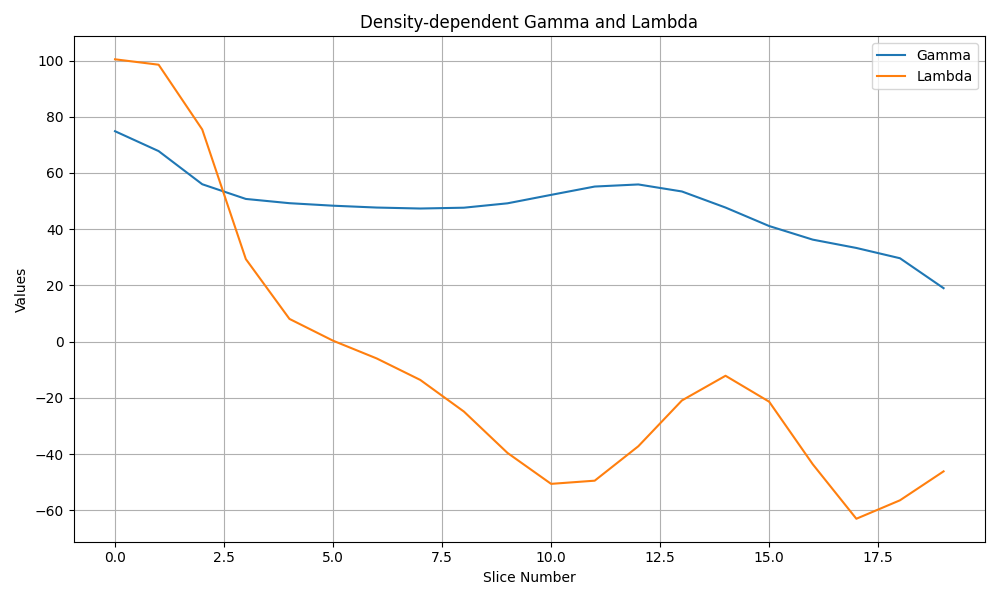 Density-dependent Gamma and Lambda
Gamma
Lambda
Values
100
80
60
40
20
0
−20
−40
−60
0.0 2.5 5.0 7.5 10.0 12.5 15.0 17.5
Slice Number